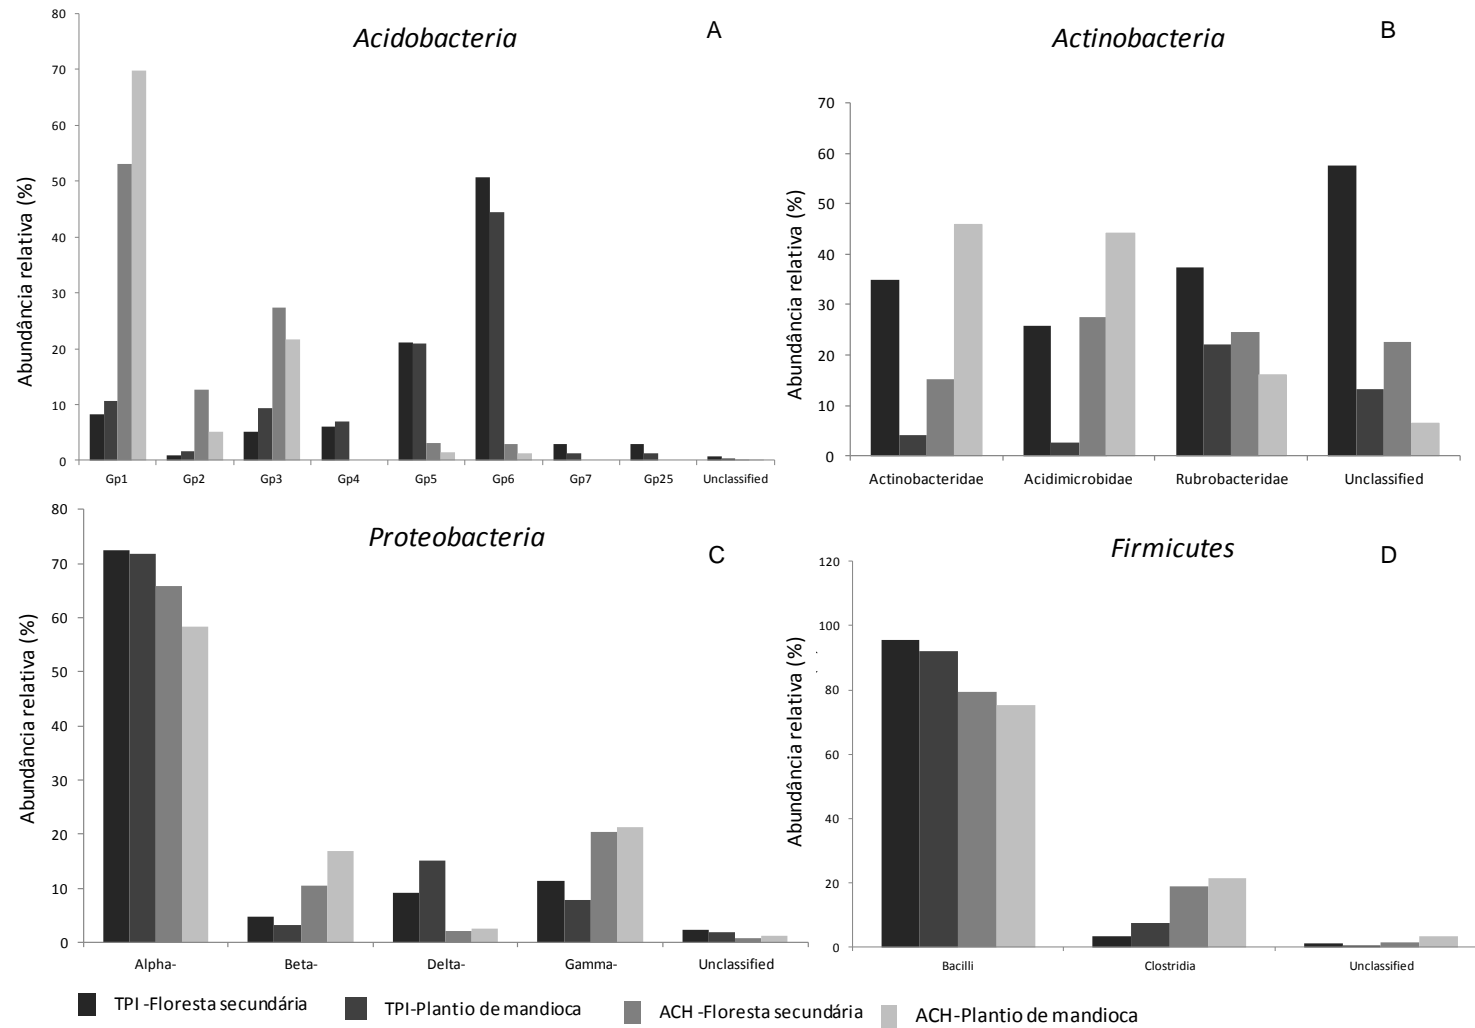 Acidobacteria
A
Abundância relativa (%)
80
70
60
50
40
30
20
10
0
Gp1 Gp2 Gp3 Gp4 Gp5 Gp6 Gp7 Gp25 Unclassified
Actinobacteria
B
Abundância relativa (%)
70
60
50
40
30
20
10
0
Actinobacteridae Acidimicrobidae Rubrobacteridae Unclassified
Proteobacteria
C
Abundância relativa (%)
80
70
60
50
40
30
20
10
0
Alpha- Beta- Delta- Gamma- Unclassified
Firmicutes
D
Abundância relativa (%)
120
100
80
60
40
20
0
Bacilli Clostridia Unclassified
TPI -Floresta secundária TPI-Plantio de mandioca ACH -Floresta secundária ACH-Plantio de mandioca